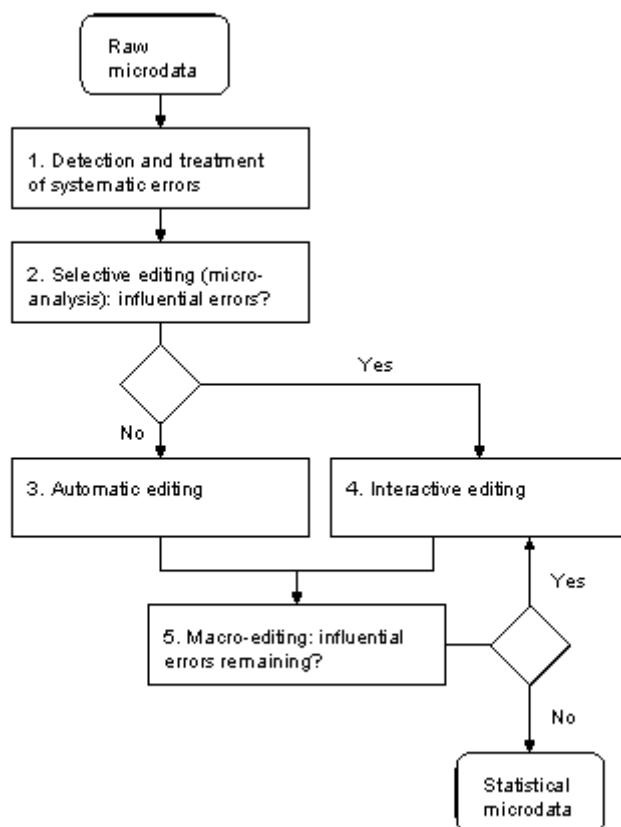 Raw
microdata
1. Detection and treatment
of systematic errors
2. Selective editing (micro-
analysis): influential errors?
Yes
No
3. Automatic editing
4. Interactive editing
Yes
5. Macro-editing: influential
errors remaining?
No
Statistical
microdata